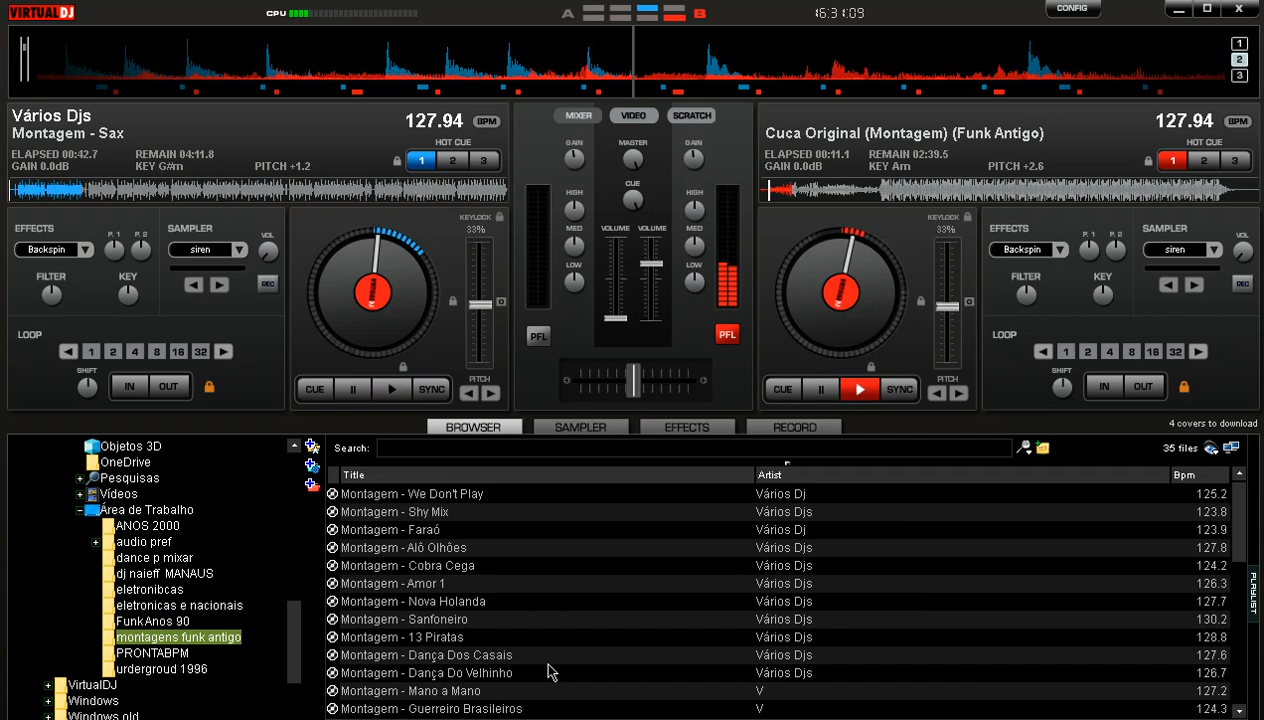 VIRTUAL DJ
CPU
A
B
16:31:09
CONFIG
1
2
3
Vários Djs
Montagem - Sax
127.94 BPM
HOT CUE
ELAPSED 00:42.7 REMAIN 04:11.8
GAIN 0.0dB KEY G#m PITCH +1.2
1 2 3
MIXER VIDEO SCRATCH
GAIN MASTER GAIN
HIGH CUE HIGH
MED VOLUME VOLUME MED
LOW LOW
PFL PFL
Cuca Original (Montagem) (Funk Antigo)
127.94 BPM
HOT CUE
ELAPSED 00:11.1 REMAIN 02:39.5
GAIN 0.0dB KEY Am PITCH +2.6
1 2 3
EFFECTS P. 1 P. 2 SAMPLER VOL
Backspin siren
FILTER KEY REC
LOOP
1 2 4 8 16 32
SHIFT IN OUT
KEYLOCK
33%
PITCH
CUE SYNC
KEYLOCK
33%
PITCH
CUE SYNC
EFFECTS P. 1 P. 2 SAMPLER VOL
Backspin siren
FILTER KEY REC
LOOP
1 2 4 8 16 32
SHIFT IN OUT
BROWSER SAMPLER EFFECTS RECORD
4 covers to download
Objetos 3D
OneDrive
Pesquisas
Vídeos
Área de Trabalho
ANOS 2000
audio pref
dance p mixar
dj naieff MANAUS
eletronibcas
eletronicas e nacionais
FunkAnos 90
montagens funk antigo
PRONTABPM
urdergroud 1996
VirtualDJ
Windows
Windows.old
Search: 35 files
Title Artist Bpm
Montagem - We Don't Play Vários Dj 125.2
Montagem - Shy Mix Vários Djs 123.8
Montagem - Faraó Vários Dj 123.9
Montagem - Alô Olhôes Vários Djs 127.8
Montagem - Cobra Cega Vários Djs 124.2
Montagem - Amor 1 Vários Djs 126.3
Montagem - Nova Holanda Vários Djs 127.7
Montagem - Sanfoneiro Vários Djs 130.2
Montagem - 13 Piratas Vários Djs 128.8
Montagem - Dança Dos Casais Vários Djs 127.6
Montagem - Dança Do Velhinho Vários Djs 126.7
Montagem - Mano a Mano V 127.2
Montagem - Guerreiro Brasileiros V 124.3
PLAYLIST